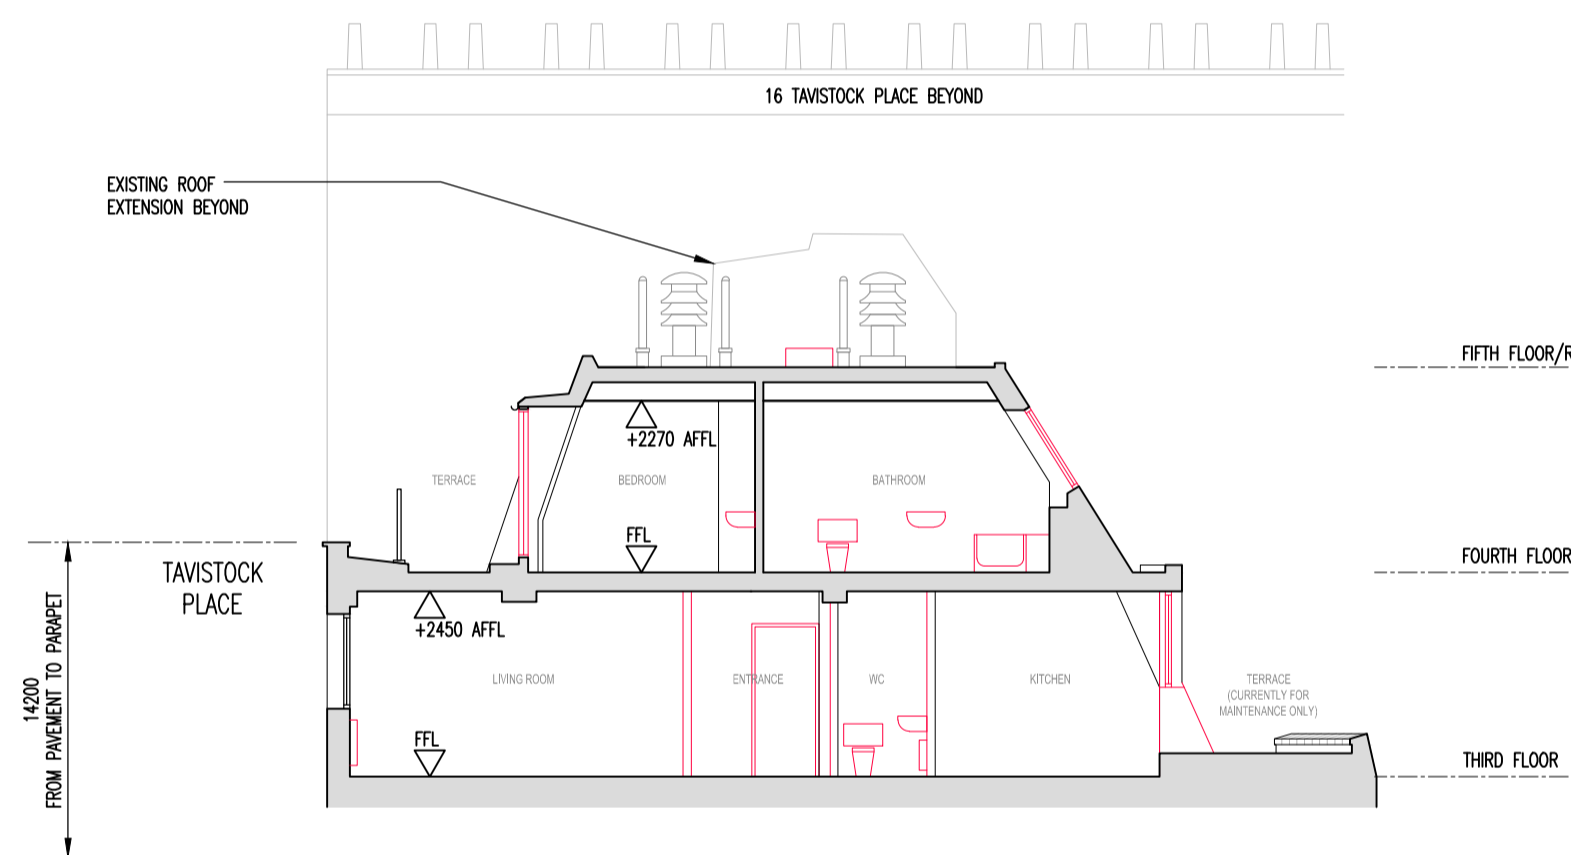 16 TAVISTOCK PLACE BEYOND
EXISTING ROOF
EXTENSION BEYOND
FIFTH FLOOR/R
+2270 AFFL
TERRACE
BEDROOM
BATHROOM
FFL
FOURTH FLOOR
TAVISTOCK
PLACE
+2450 AFFL
LIVING ROOM
ENTRANCE
WC
KITCHEN
TERRACE
(CURRENTLY FOR
MAINTENANCE ONLY)
FFL
THIRD FLOOR
14200
FROM PAVEMENT TO PARAPET